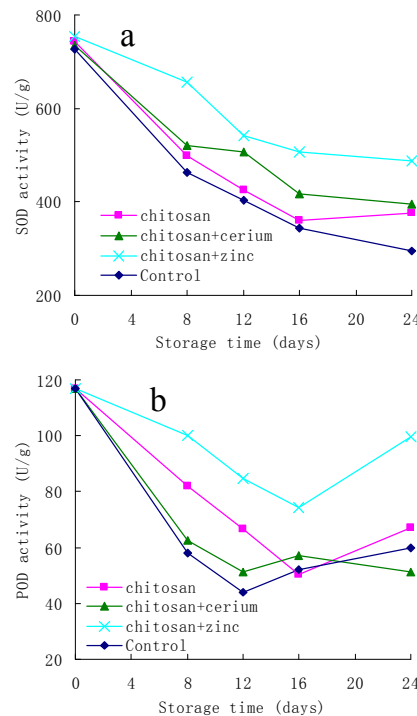 a
SOD activity (U/g)
800
600
400
200
chitosan
chitosan+cerium
chitosan+zinc
Control
0 4 8 12 16 20 24
Storage time (days)
b
POD activity (U/g)
120
100
80
60
40
20
chitosan
chitosan+cerium
chitosan+zinc
Control
0 4 8 12 16 20 24
Storage time (days)